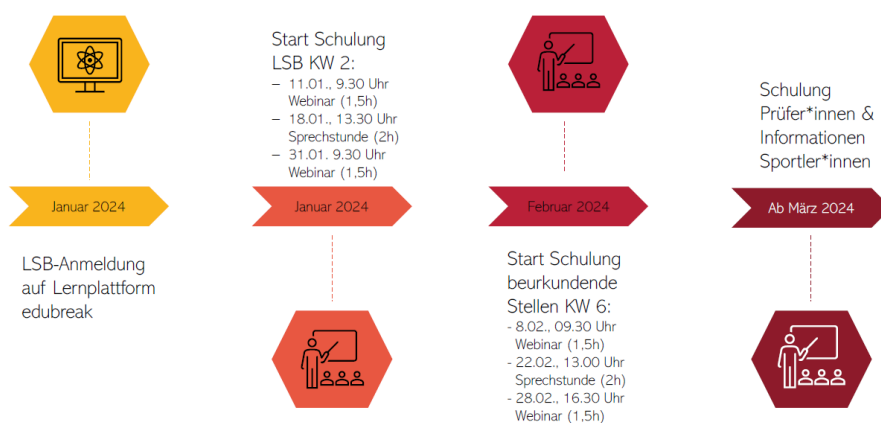 Januar 2024
LSB-Anmeldung
auf Lernplattform
edubreak
Start Schulung
LSB KW 2:
– 11.01., 9.30 Uhr
Webinar (1,5h)
– 18.01., 13.30 Uhr
Sprechstunde (2h)
– 31.01. 9.30 Uhr
Webinar (1,5h)
Januar 2024
Februar 2024
Start Schulung
beurkundende
Stellen KW 6:
- 8.02., 09.30 Uhr
Webinar (1,5h)
- 22.02., 13.00 Uhr
Sprechstunde (2h)
- 28.02., 16.30 Uhr
Webinar (1,5h)
Schulung
Prüfer*innen &
Informationen
Sportler*innen
Ab März 2024